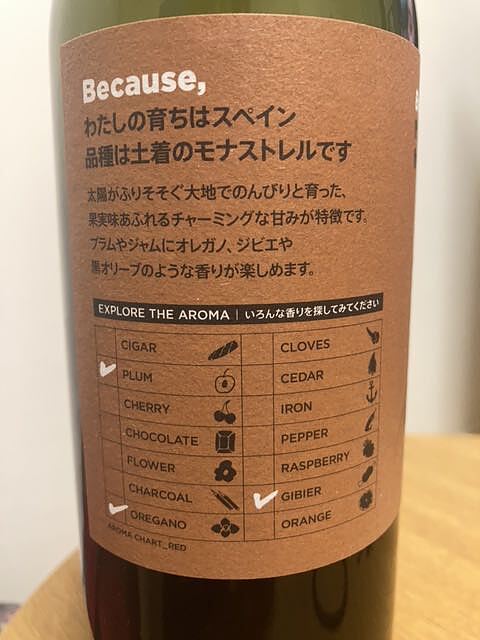 Because,
わたしの育ちはスペイン
品種は土着のモナストレルです
太陽がふりそそぐ大地でのんびりと育った、
果実味あふれるチャーミングな甘みが特徴です。
プラムやジャムにオレガノ、ジビエや
黒オリーブのような香りが楽しめます。
EXPLORE THE AROMA | いろんな香りを探してみてください
CIGAR
PLUM
CHERRY
CHOCOLATE
FLOWER
CHARCOAL
OREGANO
CLOVES
CEDAR
IRON
PEPPER
RASPBERRY
GIBIER
ORANGE
AROMA CHART_RED